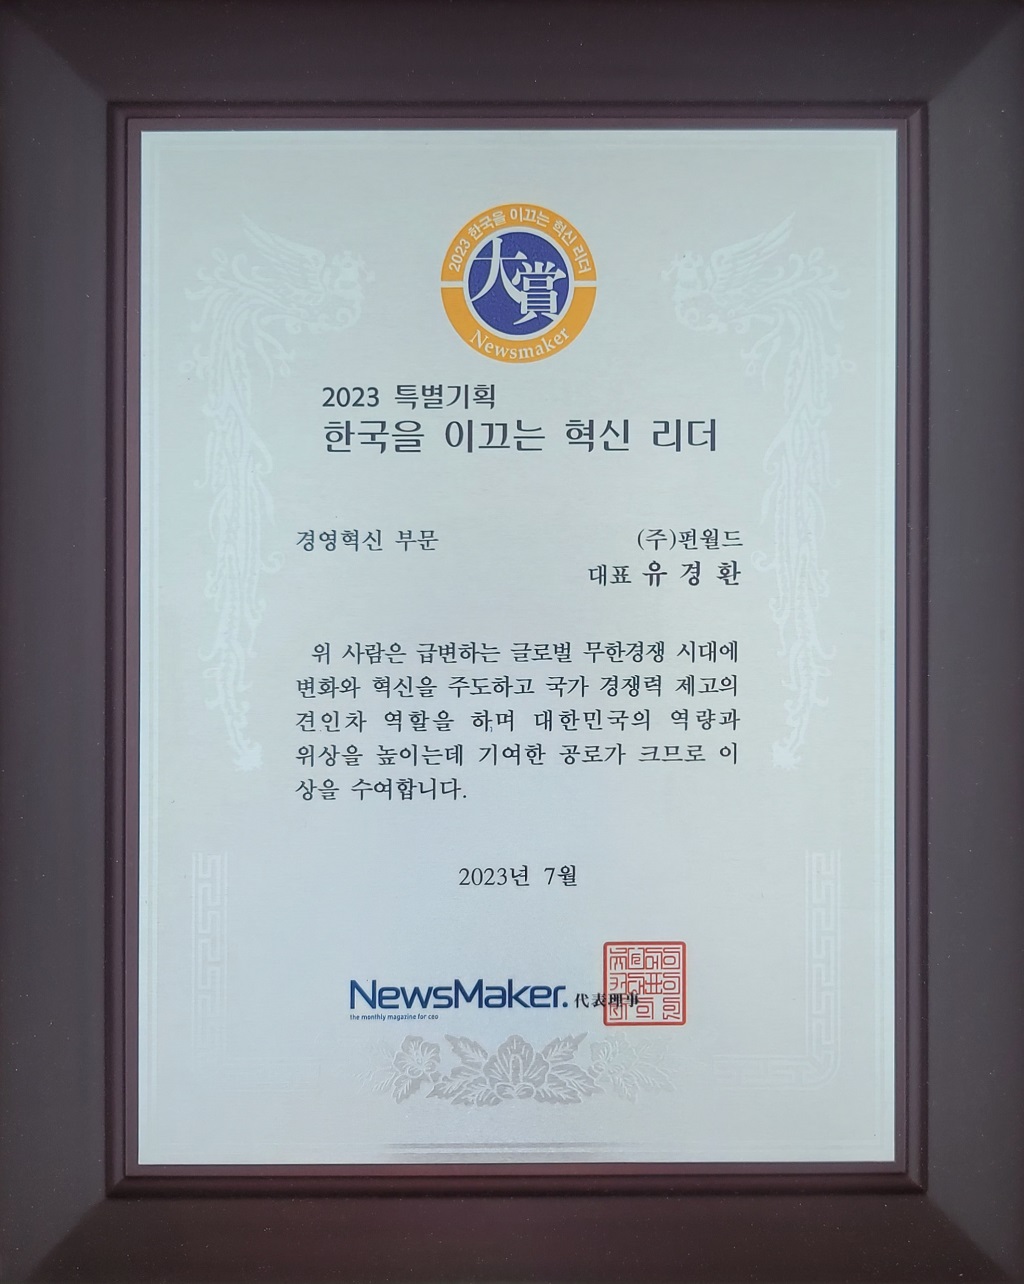 2023 한국을 이끄는 혁신 리더
大賞
Newsmaker
2023 특별기획
한국을 이끄는 혁신 리더
경영혁신 부문
(주)펀월드
대표 유 경 환
위 사람은 급변하는 글로벌 무한경쟁 시대에
변화와 혁신을 주도하고 국가 경쟁력 제고의
견인차 역할을 하며 대한민국의 역량과
위상을 높이는데 기여한 공로가 크므로 이
상을 수여합니다.
2023년 7월
NewsMaker. 代表理事
the monthly magazine for ceo